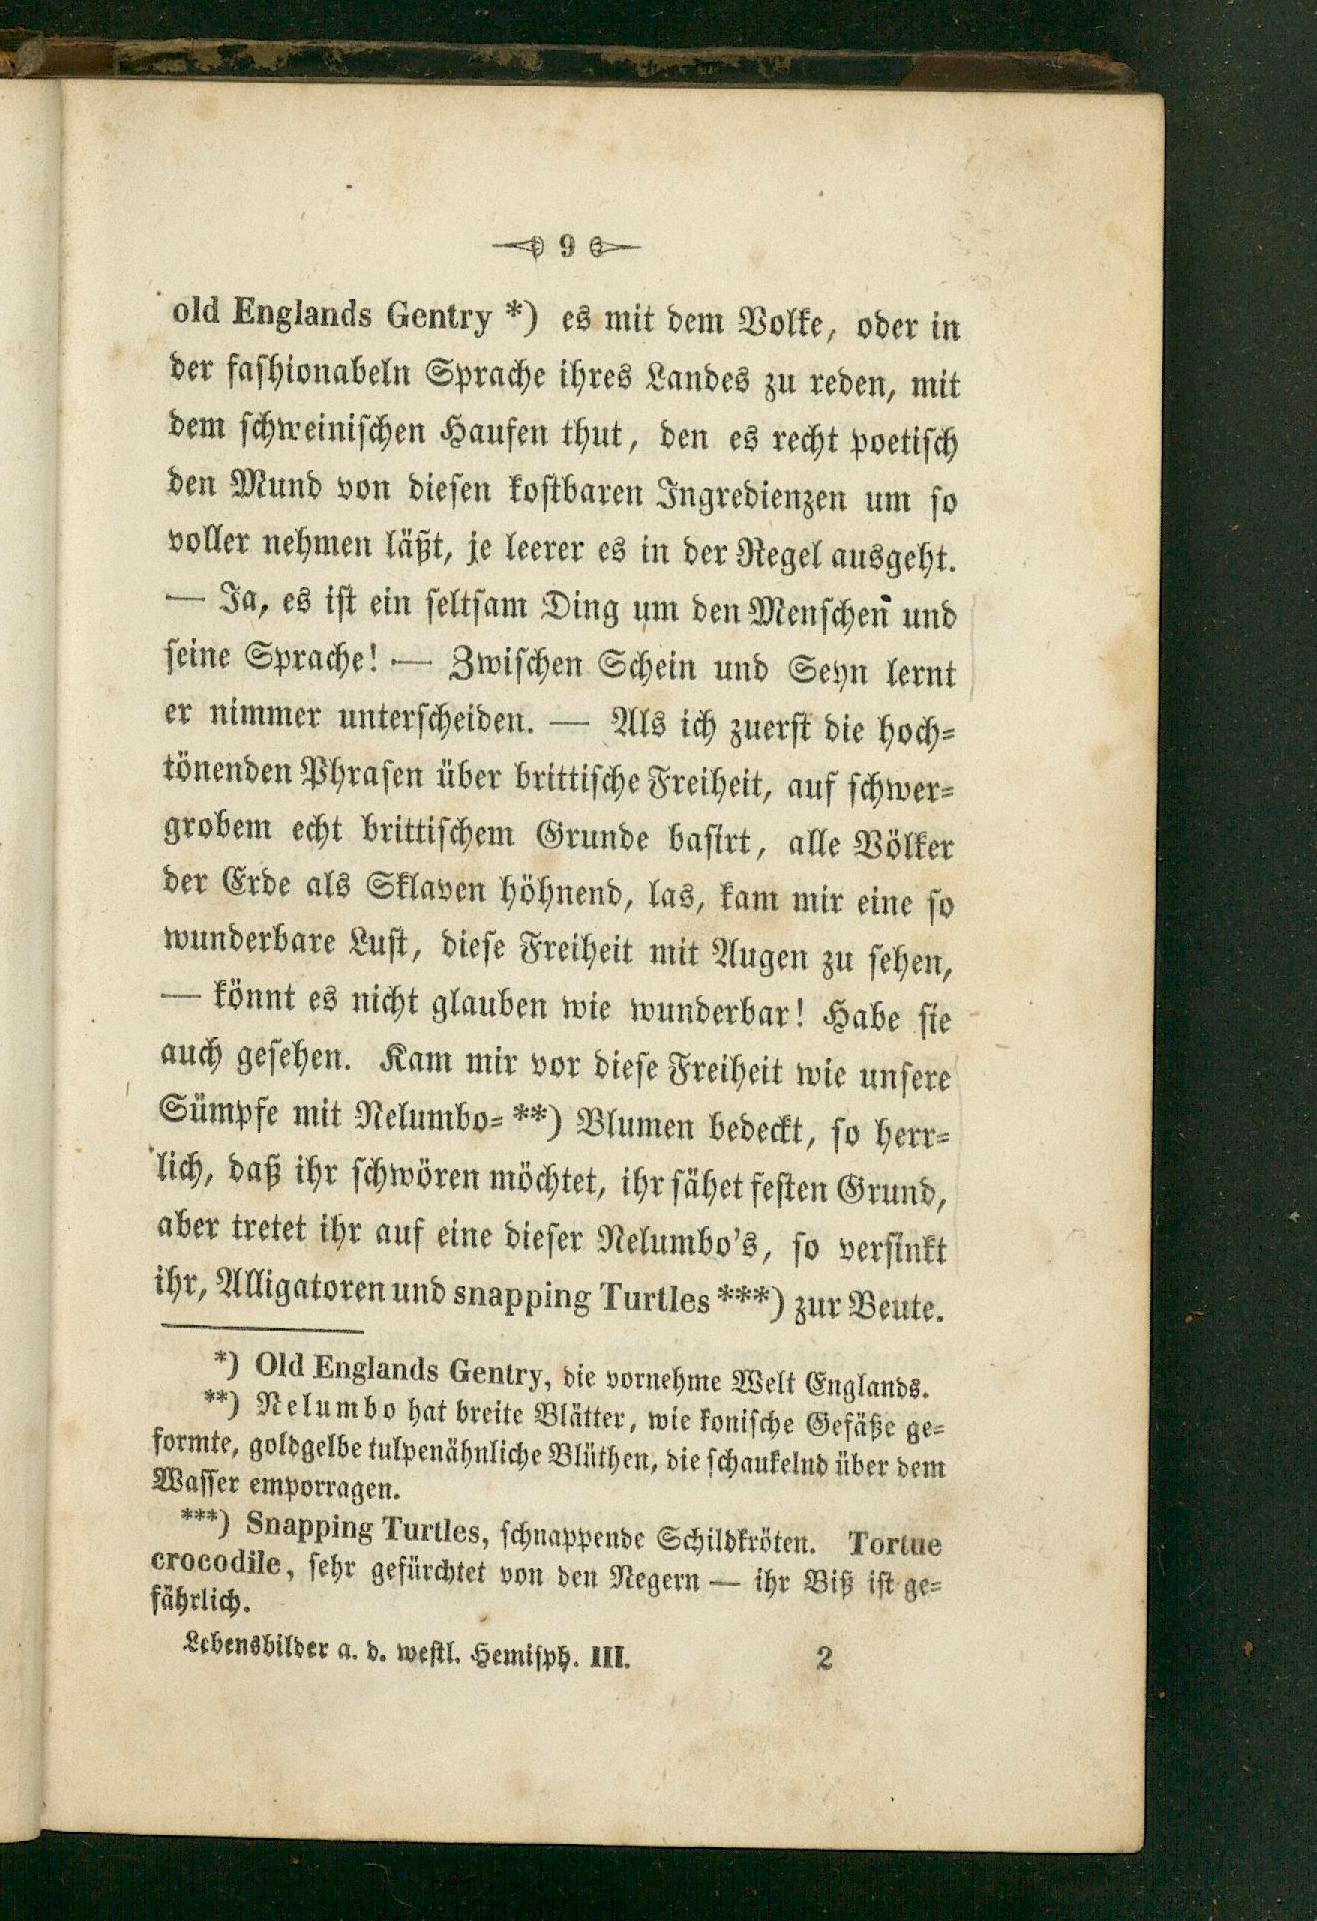 9
old Englands Gentry *) es mit dem Volke, oder in
der fashionabeln Sprache ihres Landes zu reden, mit
dem schweinischen Haufen thut, den es recht poetisch
den Mund von diesen kostbaren Ingredienzen um so
voller nehmen läßt, je leerer es in der Regel ausgeht.
— Ja, es ist ein seltsam Ding um den Menschen und
seine Sprache! — Zwischen Schein und Seyn lernt
er nimmer unterscheiden. — Als ich zuerst die hoch-
tönenden Phrasen über brittische Freiheit, auf schwer-
grobem echt brittischem Grunde basirt, alle Völker
der Erde als Sklaven höhnend, las, kam mir eine so
wunderbare Lust, diese Freiheit mit Augen zu sehen,
— könnt es nicht glauben wie wunderbar! Habe sie
auch gesehen. Kam mir vor diese Freiheit wie unsere
Sümpfe mit Nelumbo- **) Blumen bedeckt, so herr-
lich, daß ihr schwören möchtet, ihr sähet festen Grund,
aber tretet ihr auf eine dieser Nelumbo's, so versinkt
ihr, Alligatoren und snapping Turtles ***) zur Beute.
*) Old Englands Gentry, die vornehme Welt Englands.
**) Nelumbo hat breite Blätter, wie konische Gefäße ge-
formte, goldgelbe tulpenähnliche Blüthen, die schaukelnd über dem
Wasser emporragen.
***) Snapping Turtles, schnappende Schildkröten. Tortue
crocodile, sehr gefürchtet von den Negern — ihr Biß ist ge-
fährlich.
Lebensbilder a. d. westl. Hemisph. III. 2